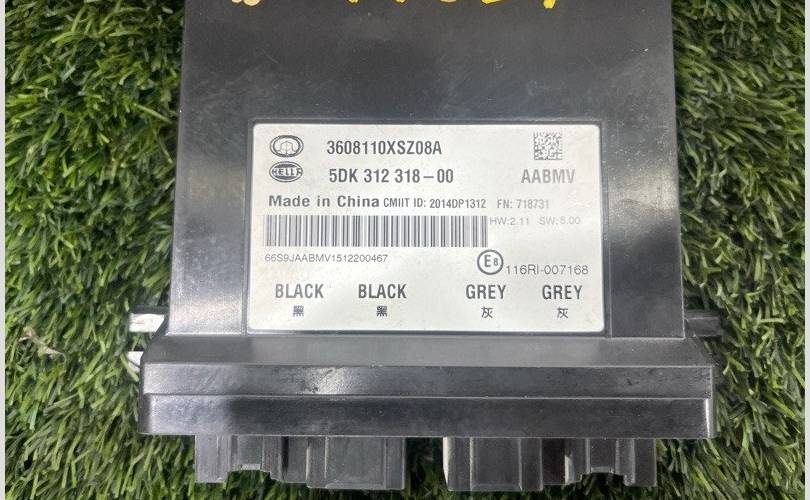 3608110XSZ08A
HELLA 5DK 312 318-00 AABMV
Made in China CMIIT ID: 2014DP1312 FN: 718731
HW:2.11 SW:5.00
66S9JAABMV1512200467
E8 116RI-007168
BLACK BLACK GREY GREY
黑 黑 灰 灰